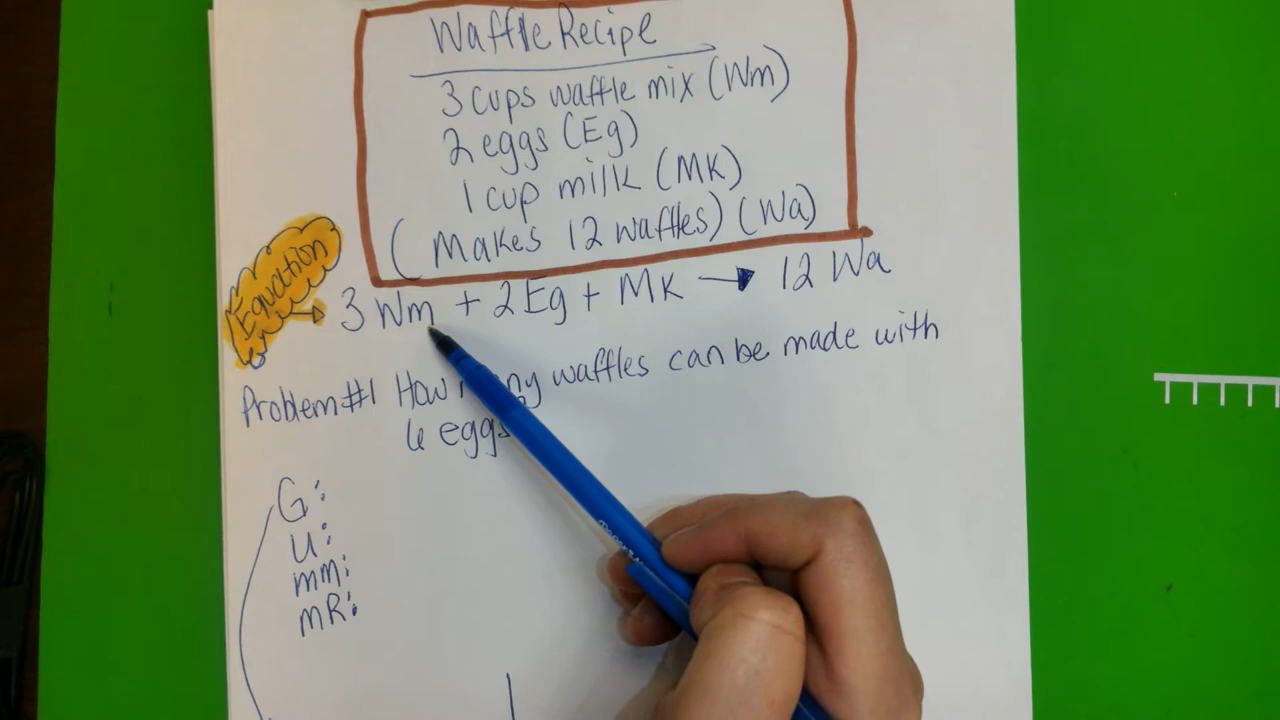 Waffle Recipe
3 cups waffle mix (Wm)
2 eggs (Eg)
1 cup milk (MK)
(Makes 12 waffles) (Wa)
Equation
3 Wm + 2 Eg + MK → 12 Wa
Problem #1 How many waffles can be made with
6 eggs
G:
U:
mm:
mR: